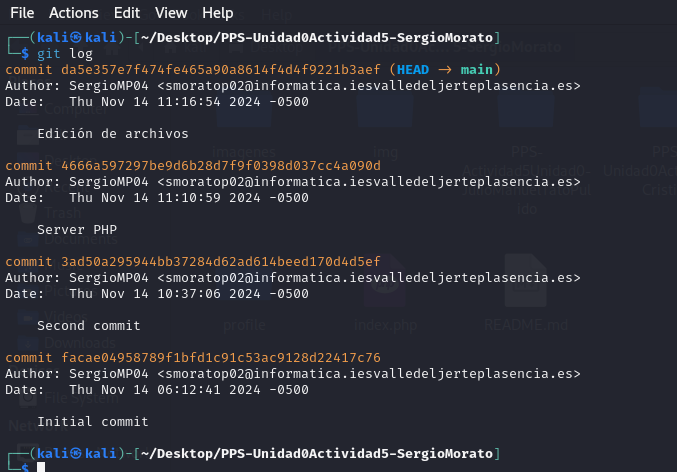 File Actions Edit View Help
┌──(kali㉿kali)-[~/Desktop/PPS-Unidad0Actividad5-SergioMorato]
└─$ git log
commit da5e357e7f474fe465a90a8614f4d4f9221b3aef (HEAD -> main)
Author: SergioMP04 <smoratop02@informatica.iesvalledeljerteplasencia.es>
Date: Thu Nov 14 11:16:54 2024 -0500
Edición de archivos
commit 4666a597297be9d6b28d7f9f0398d037cc4a090d
Author: SergioMP04 <smoratop02@informatica.iesvalledeljerteplasencia.es>
Date: Thu Nov 14 11:10:59 2024 -0500
Server PHP
commit 3ad50a295944bb37284d62ad614beed170d4d5ef
Author: SergioMP04 <smoratop02@informatica.iesvalledeljerteplasencia.es>
Date: Thu Nov 14 10:37:06 2024 -0500
Second commit
commit facae04958789f1bfd1c91c53ac9128d22417c76
Author: SergioMP04 <smoratop02@informatica.iesvalledeljerteplasencia.es>
Date: Thu Nov 14 06:12:41 2024 -0500
Initial commit
┌──(kali㉿kali)-[~/Desktop/PPS-Unidad0Actividad5-SergioMorato]
└─$